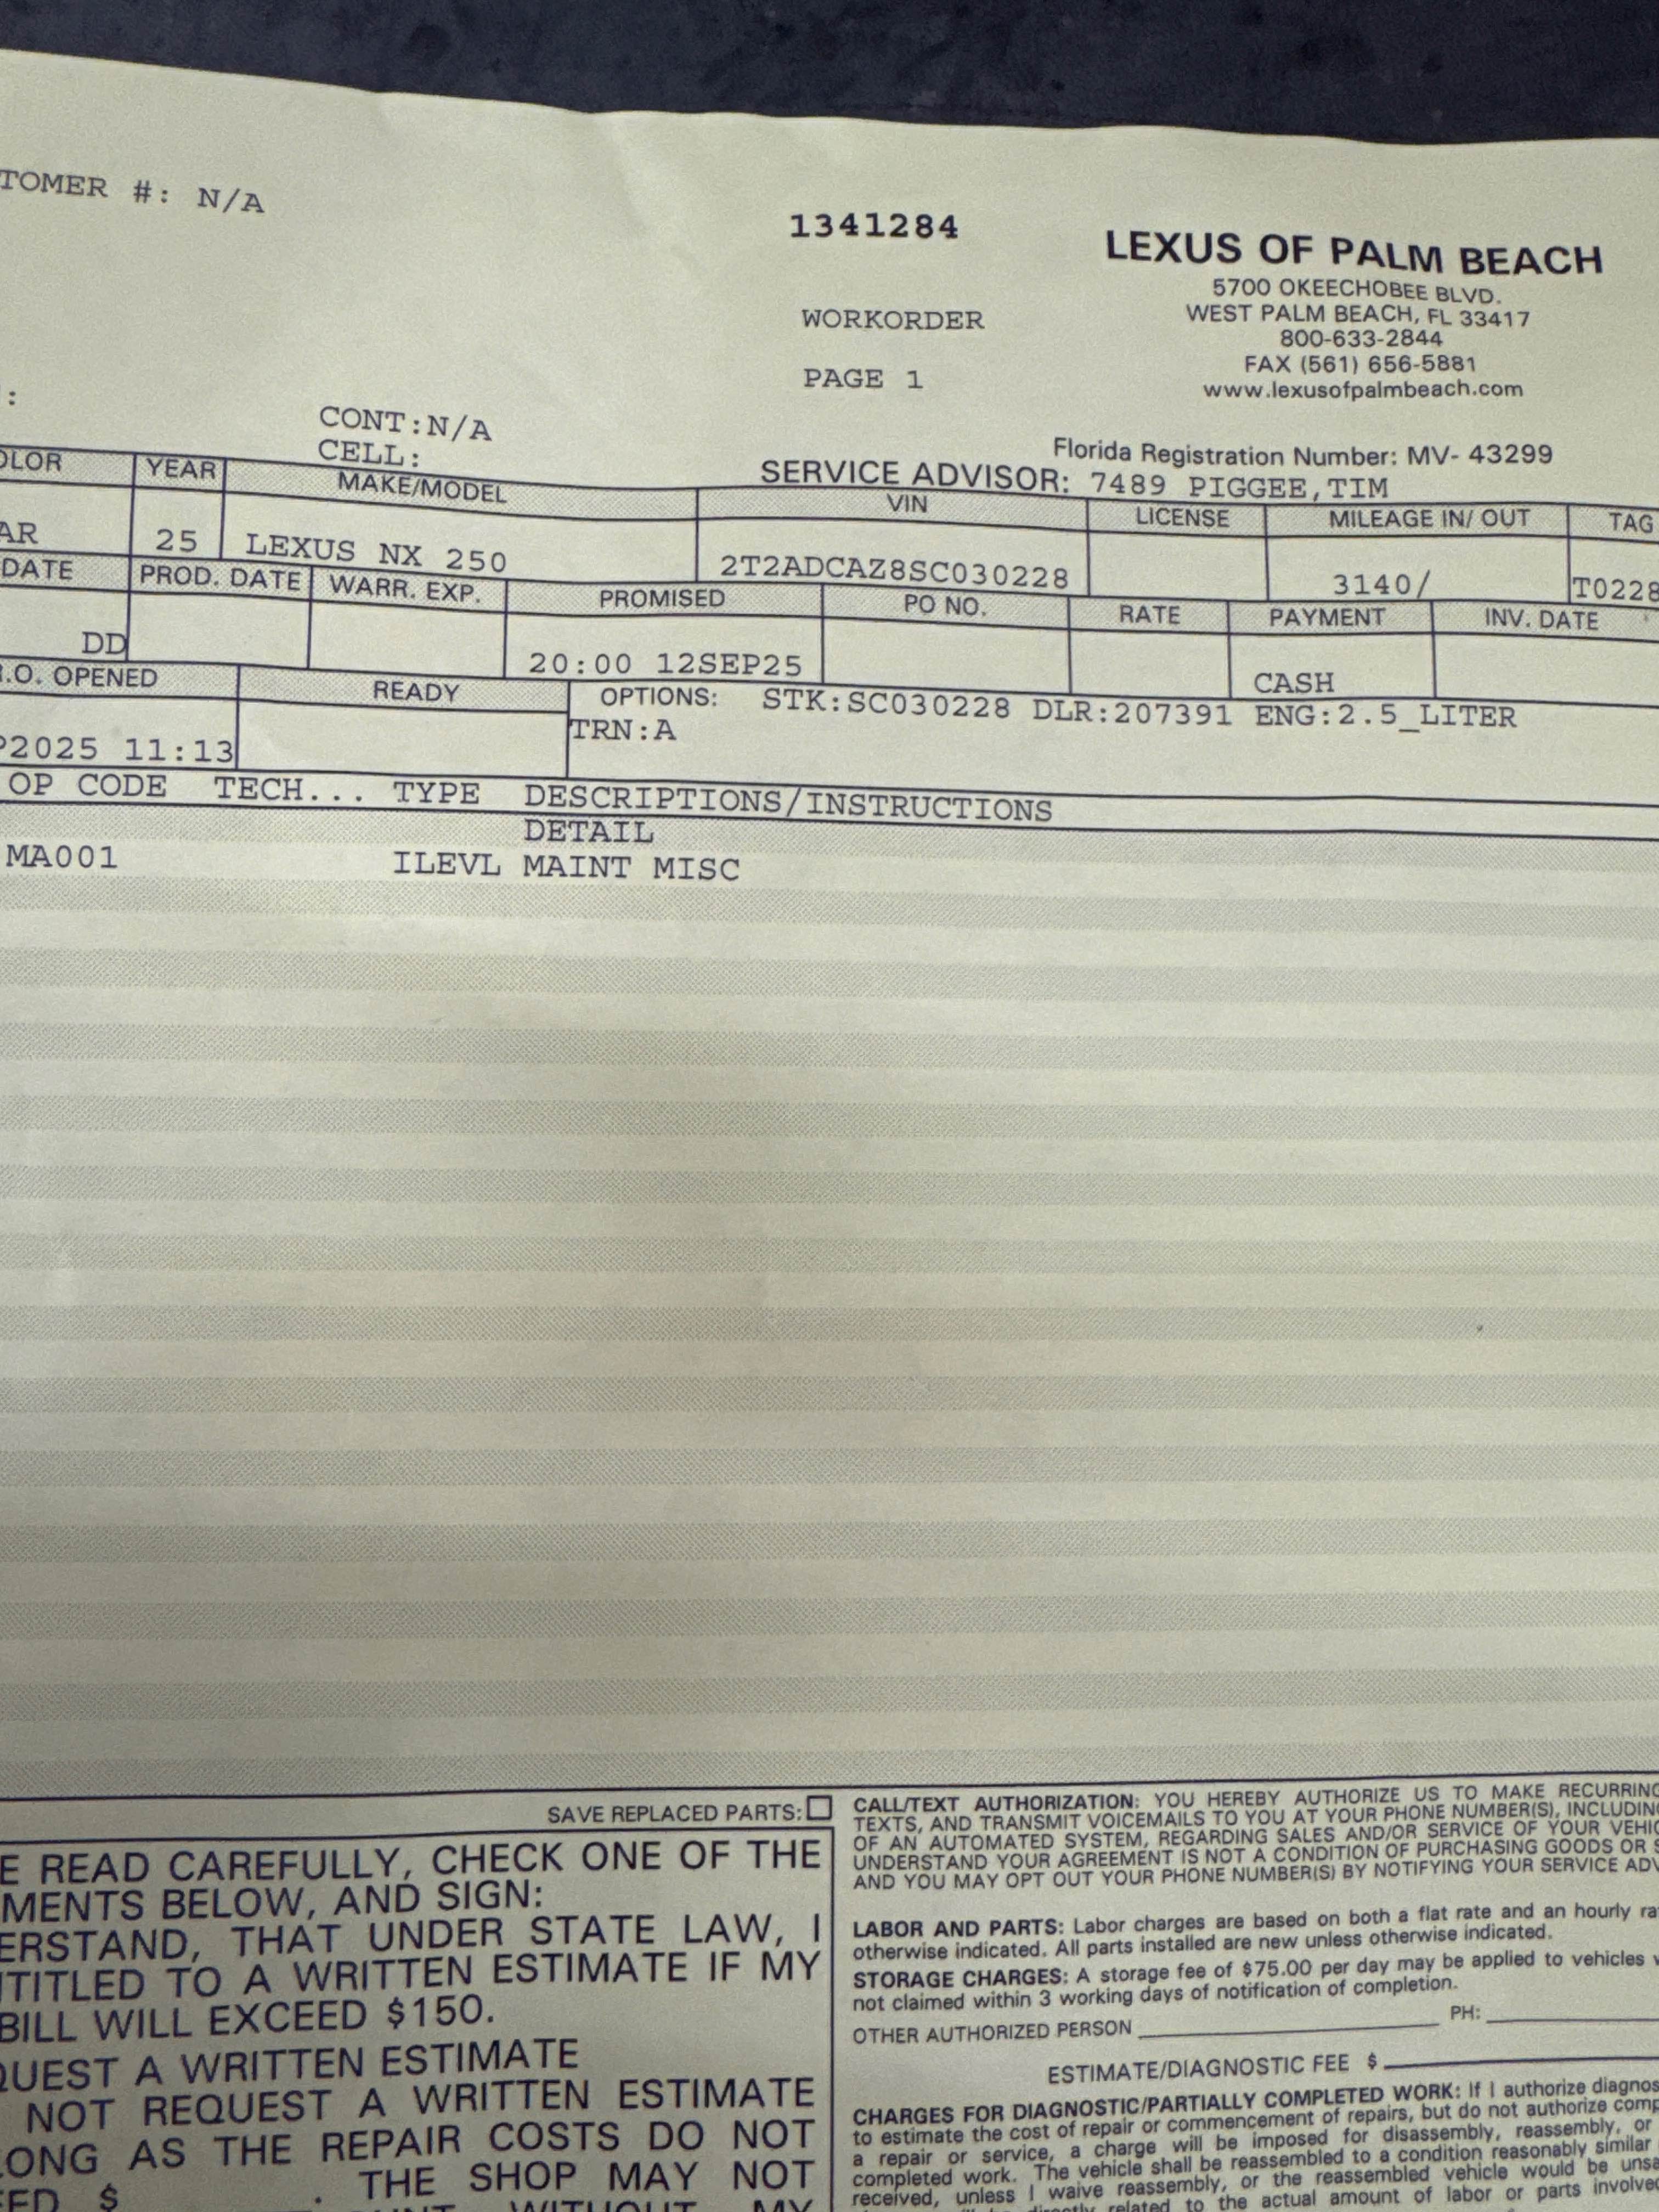 TOMER #: N/A
1341284
LEXUS OF PALM BEACH
5700 OKEECHOBEE BLVD.
WEST PALM BEACH, FL 33417
800-633-2844
FAX (561) 656-5881
www.lexusofpalmbeach.com
WORKORDER
PAGE 1
:
CONT:N/A
CELL:
Florida Registration Number: MV- 43299
SERVICE ADVISOR: 7489 PIGGEE,TIM
OLOR YEAR MAKE/MODEL VIN LICENSE MILEAGE IN/ OUT TAG
AR 25 LEXUS NX 250 2T2ADCAZ8SC030228 3140/ T0228
DATE PROD. DATE WARR. EXP. PROMISED PO NO. RATE PAYMENT INV. DATE
DD 20:00 12SEP25 CASH
.O. OPENED READY OPTIONS: STK:SC030228 DLR:207391 ENG:2.5_LITER
TRN:A
P2025 11:13
OP CODE TECH... TYPE DESCRIPTIONS/INSTRUCTIONS
DETAIL
MA001 ILEVL MAINT MISC
SAVE REPLACED PARTS:
E READ CAREFULLY, CHECK ONE OF THE
MENTS BELOW, AND SIGN:
ERSTAND, THAT UNDER STATE LAW, I
TITLED TO A WRITTEN ESTIMATE IF MY
BILL WILL EXCEED $150.
QUEST A WRITTEN ESTIMATE
NOT REQUEST A WRITTEN ESTIMATE
ONG AS THE REPAIR COSTS DO NOT
ED $ . THE SHOP MAY NOT
WITHOUT MY
CALL/TEXT AUTHORIZATION: YOU HEREBY AUTHORIZE US TO MAKE RECURRING
TEXTS, AND TRANSMIT VOICEMAILS TO YOU AT YOUR PHONE NUMBER(S), INCLUDING
OF AN AUTOMATED SYSTEM, REGARDING SALES AND/OR SERVICE OF YOUR VEHI
UNDERSTAND YOUR AGREEMENT IS NOT A CONDITION OF PURCHASING GOODS OR S
AND YOU MAY OPT OUT YOUR PHONE NUMBER(S) BY NOTIFYING YOUR SERVICE ADV
LABOR AND PARTS: Labor charges are based on both a flat rate and an hourly ra
otherwise indicated. All parts installed are new unless otherwise indicated.
STORAGE CHARGES: A storage fee of $75.00 per day may be applied to vehicles
not claimed within 3 working days of notification of completion.
OTHER AUTHORIZED PERSON PH:
ESTIMATE/DIAGNOSTIC FEE $
CHARGES FOR DIAGNOSTIC/PARTIALLY COMPLETED WORK: If I authorize diagnos
to estimate the cost of repair or commencement of repairs, but do not authorize comp
a repair or service, a charge will be imposed for disassembly, reassembly, or
completed work. The vehicle shall be reassembled to a condition reasonably similar
received, unless I waive reassembly, or the reassembled vehicle would be unsa
directly related to the actual amount of labor or parts involve